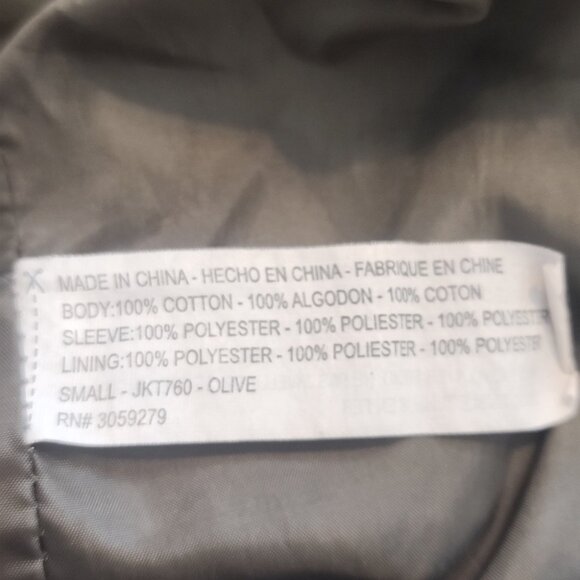 MADE IN CHINA - HECHO EN CHINA - FABRIQUE EN CHINE
BODY:100% COTTON - 100% ALGODON - 100% COTON
SLEEVE:100% POLYESTER - 100% POLIESTER - 100% POLYESTER
LINING:100% POLYESTER - 100% POLIESTER - 100% POLYESTER
SMALL - JKT760 - OLIVE
RN# 3059279